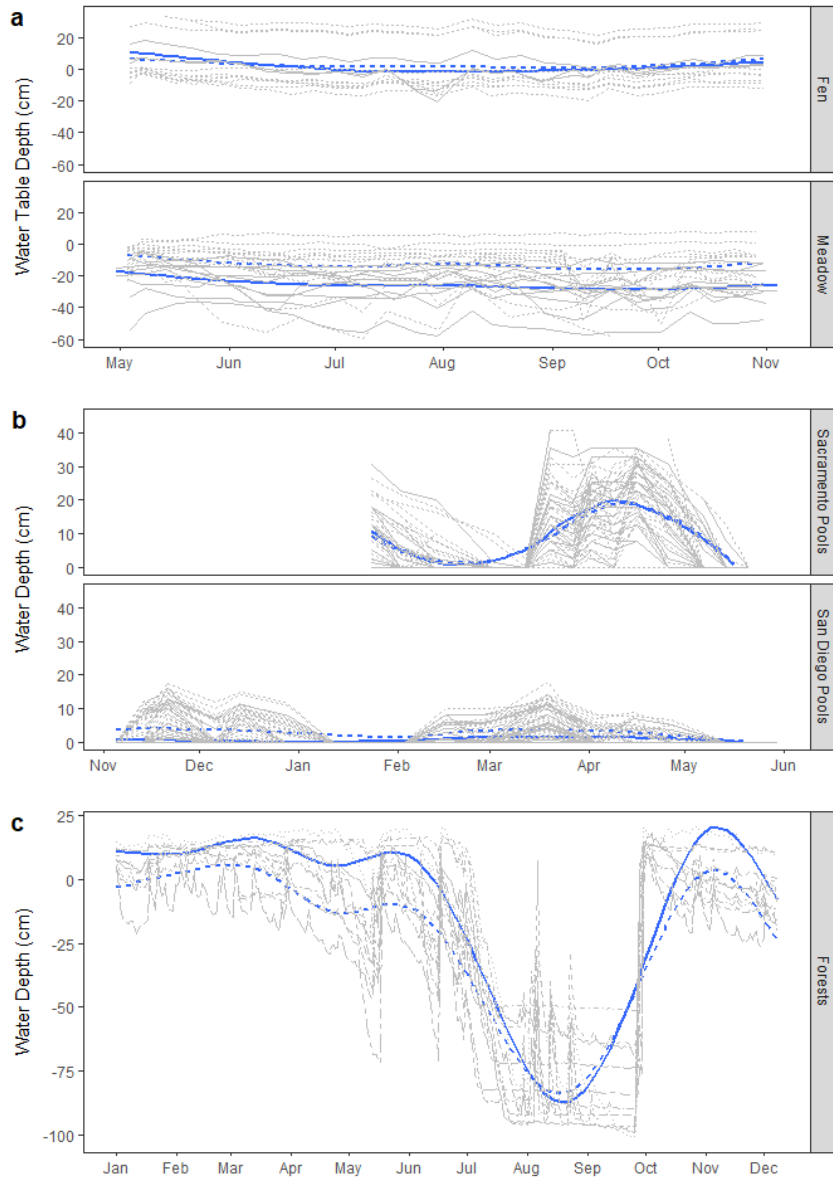 a
Water Table Depth (cm)
20
0
-20
-40
-60
Fen
20
0
-20
-40
-60
Meadow
May Jun Jul Aug Sep Oct Nov
b
Water Depth (cm)
40
30
20
10
0
Sacramento Pools
40
30
20
10
0
San Diego Pools
Nov Dec Jan Feb Mar Apr May Jun
c
Water Depth (cm)
25
0
-25
-50
-75
-100
Forests
Jan Feb Mar Apr May Jun Jul Aug Sep Oct Nov Dec